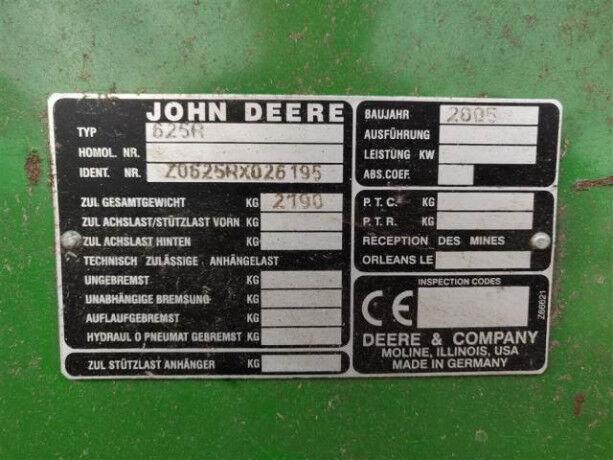 JOHN DEERE
TYP 625R
HOMOL. NR.
IDENT. NR. Z0625RX026195
ZUL GESAMTGEWICHT KG 2190
ZUL ACHSLAST/STÜTZLAST VORN KG
ZUL ACHSLAST HINTEN KG
TECHNISCH ZULÄSSIGE ANHÄNGELAST
UNGEBREMST KG
UNABHÄNGIGE BREMSUNG KG
AUFLAUFGEBREMST KG
HYDRAUL O PNEUMAT GEBREMST KG
ZUL STÜTZLAST ANHÄNGER KG
BAUJAHR 2005
AUSFÜHRUNG
LEISTUNG KW
ABS.COEF.
P. T. C. KG
P. T. R. KG
RECEPTION DES MINES
ORLEANS LE
INSPECTION CODES
CE
DEERE & COMPANY
MOLINE, ILLINOIS, USA
MADE IN GERMANY
Z66621